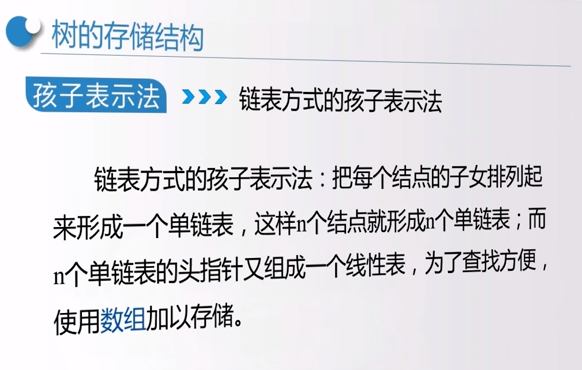 树的存储结构
孩子表示法 链表方式的孩子表示法
链表方式的孩子表示法：把每个结点的子女排列起
来形成一个单链表，这样n个结点就形成n个单链表；而
n个单链表的头指针又组成一个线性表，为了查找方便，
使用数组加以存储。